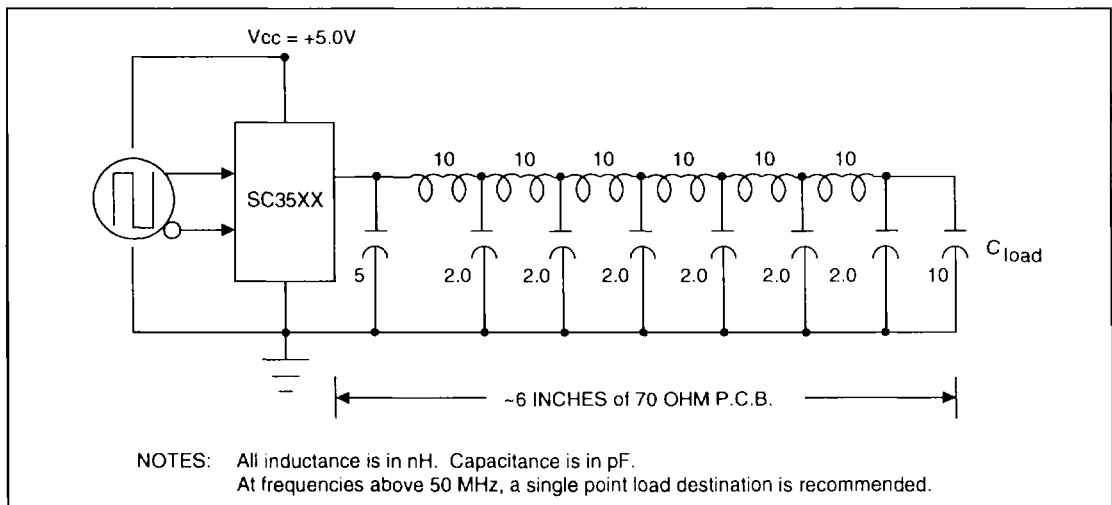 Vcc = +5.0V
10 10 10 10 10 10
SC35XX
Cload
5 2.0 2.0 2.0 2.0 2.0 2.0 10
~6 INCHES of 70 OHM P.C.B.
NOTES: All inductance is in nH. Capacitance is in pF.
At frequencies above 50 MHz, a single point load destination is recommended.